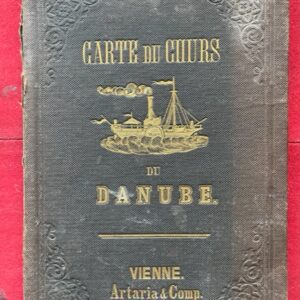 CARTE DU COURS
DU
DANUBE.
VIENNE.
Artaria & Comp.